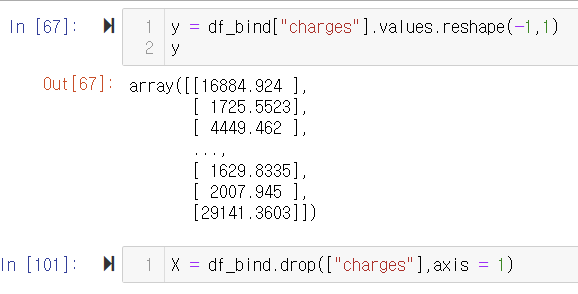 In [67]:
1 y = df_bind["charges"].values.reshape(-1,1)
2 y
Out[67]: array([[16884.924 ],
[ 1725.5523],
[ 4449.462 ],
...,
[ 1629.8335],
[ 2007.945 ],
[29141.3603]])
In [101]:
1 X = df_bind.drop(["charges"],axis = 1)